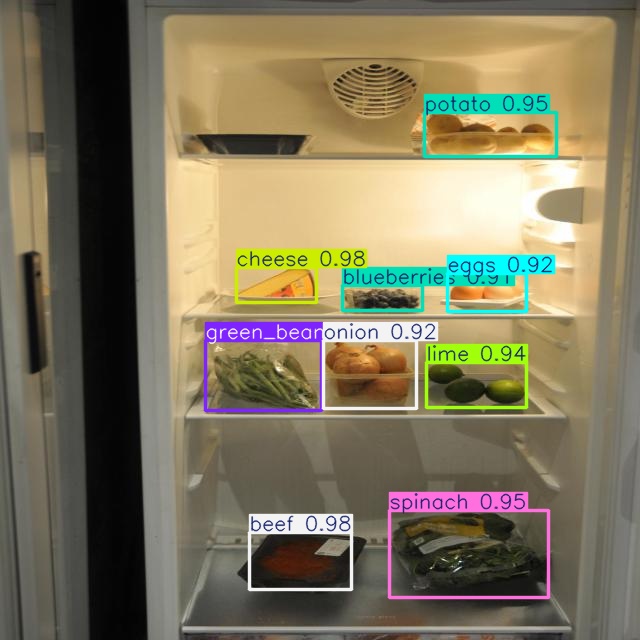 potato 0.95
cheese 0.98
blueberries 0.91
eggs 0.92
green_bean
onion 0.92
lime 0.94
spinach 0.95
beef 0.98